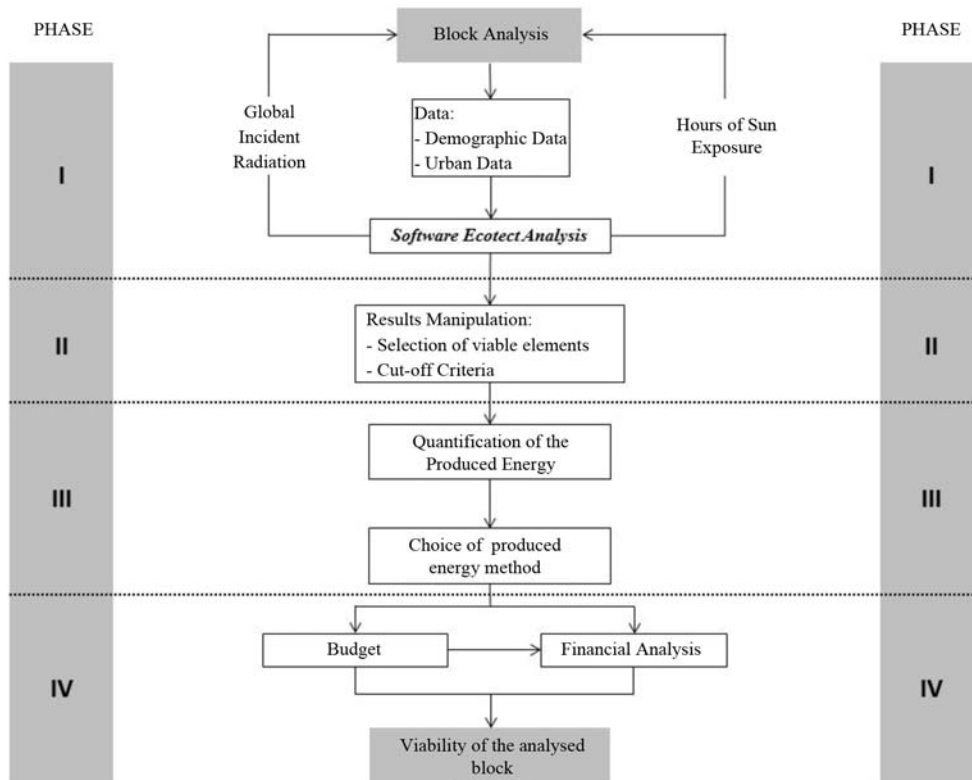 PHASE
Block Analysis
PHASE
Global
Incident
Radiation
Data:
- Demographic Data
- Urban Data
Hours of Sun
Exposure
I
I
Software Ecotect Analysis
II
Results Manipulation:
- Selection of viable elements
- Cut-off Criteria
II
III
Quantification of the
Produced Energy
III
Choice of produced
energy method
Budget
Financial Analysis
IV
IV
Viability of the analysed
block